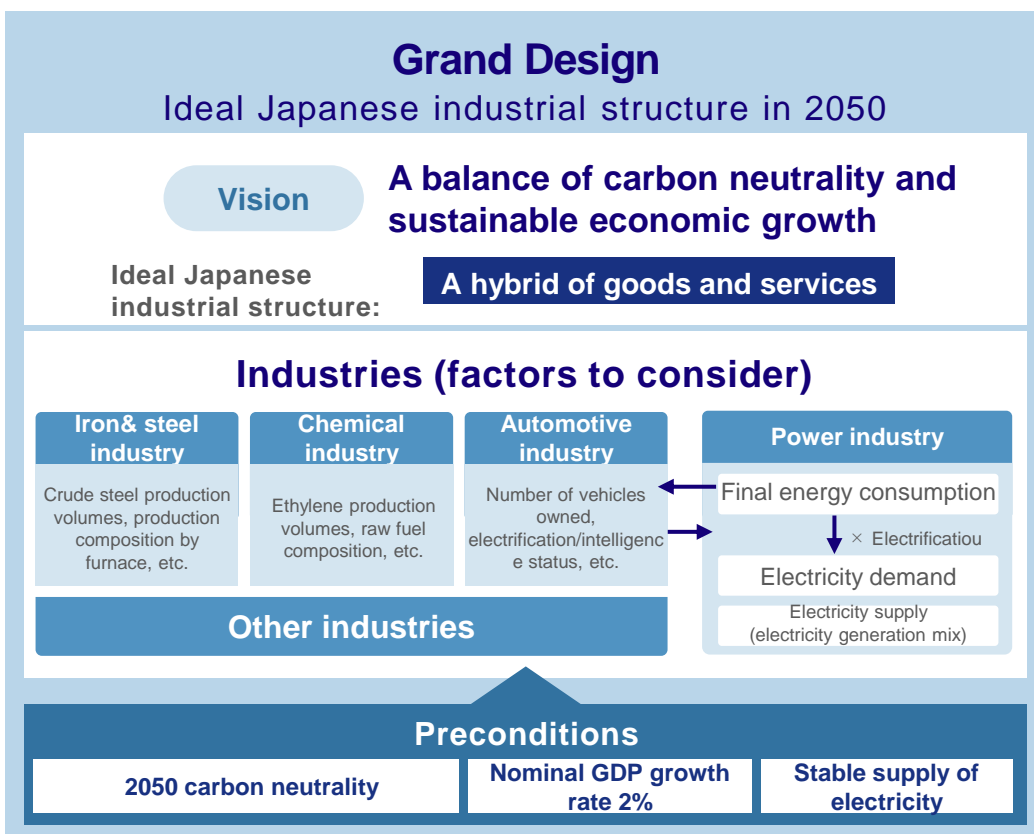 Grand Design
Ideal Japanese industrial structure in 2050
Vision
A balance of carbon neutrality and
sustainable economic growth
Ideal Japanese
industrial structure:
A hybrid of goods and services
Industries (factors to consider)
Iron& steel
industry
Crude steel production
volumes, production
composition by
furnace, etc.
Chemical
industry
Ethylene production
volumes, raw fuel
composition, etc.
Automotive
industry
Number of vehicles
owned,
electrification/intelligenc
e status, etc.
Other industries
Power industry
Final energy consumption
× Electrificatiou
Electricity demand
Electricity supply
(electricity generation mix)
Preconditions
2050 carbon neutrality
Nominal GDP growth
rate 2%
Stable supply of
electricity